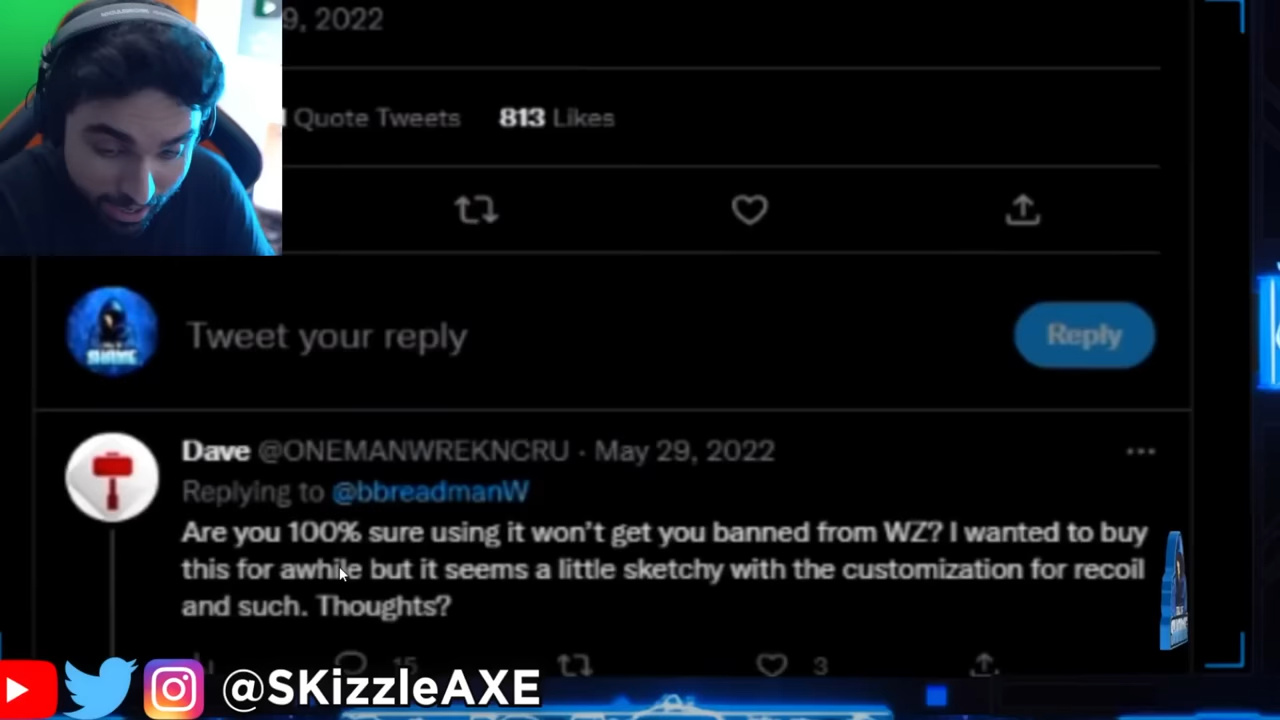 9, 2022
Quote Tweets 813 Likes
Tweet your reply
Reply
Dave @ONEMANWREKNCRU · May 29, 2022
Replying to @bbreadmanW
Are you 100% sure using it won't get you banned from WZ? I wanted to buy
this for awhile but it seems a little sketchy with the customization for recoil
and such. Thoughts?
15 3
@SKizzleAXE